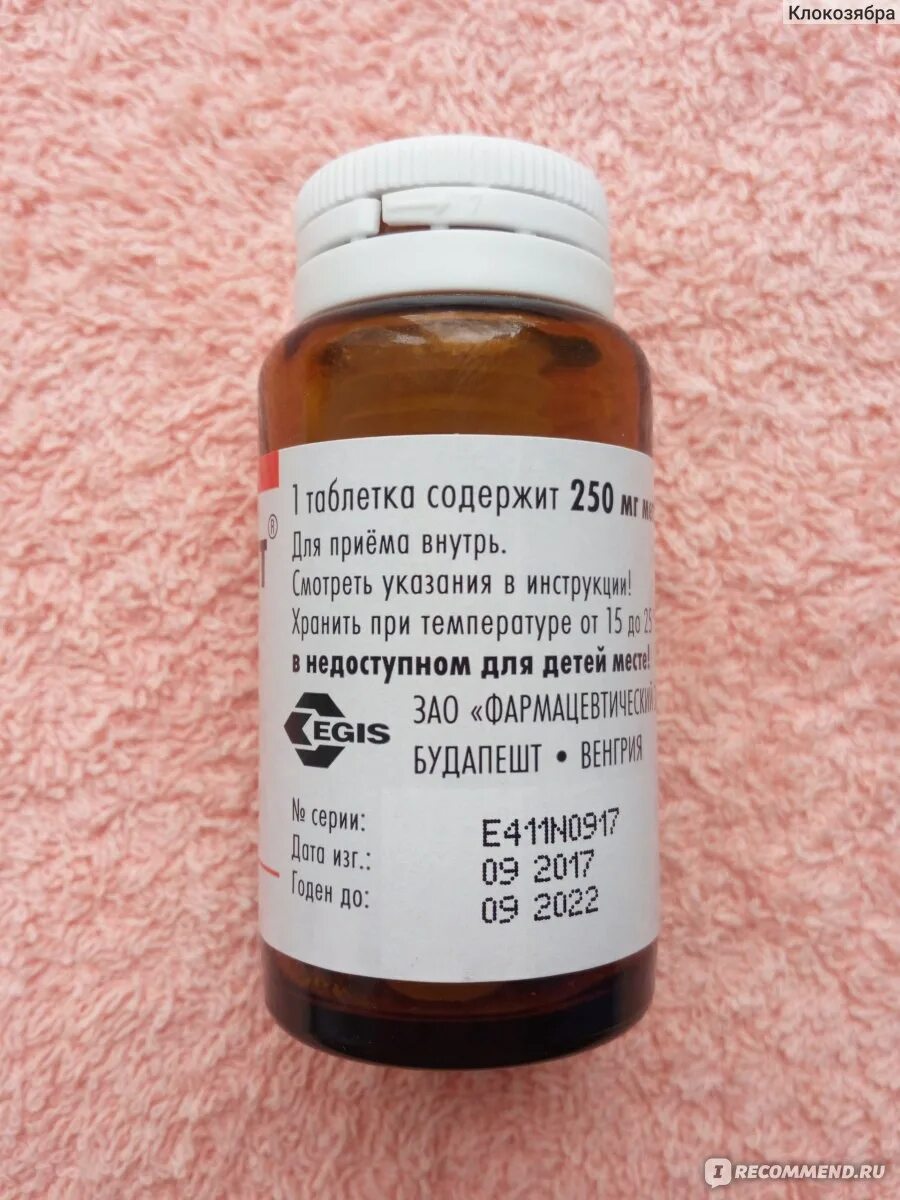 Клокозябра
т®
1 таблетка содержит 250 мг
Для приёма внутрь.
Смотреть указания в инструкции!
Хранить при температуре от 15 до 25
в недоступном для детей месте!
EGIS
ЗАО «ФАРМАЦЕВТИЧЕСКИЙ
БУДАПЕШТ • ВЕНГРИЯ
№ серии: E411N0917
Дата изг.: 09 2017
Годен до: 09 2022
IRECOMMEND.RU